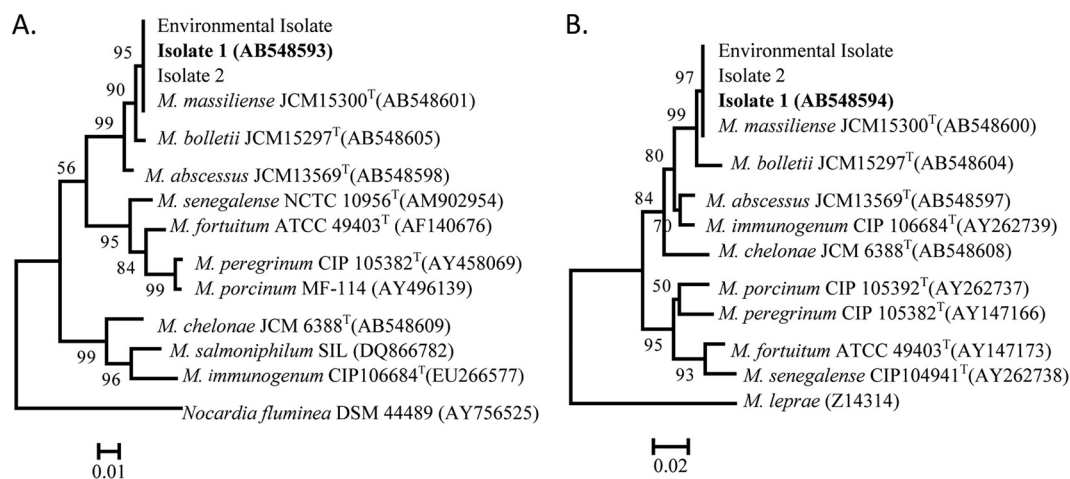 A.
Environmental Isolate
95
Isolate 1 (AB548593)
Isolate 2
90
M. massiliense JCM15300T(AB548601)
99
M. bolletii JCM15297T(AB548605)
56
M. abscessus JCM13569T(AB548598)
M. senegalense NCTC 10956T(AM902954)
M. fortuitum ATCC 49403T (AF140676)
95
84
M. peregrinum CIP 105382T(AY458069)
99
M. porcinum MF-114 (AY496139)
M. chelonae JCM 6388T(AB548609)
99
M. salmoniphilum SIL (DQ866782)
96
M. immunogenum CIP106684T(EU266577)
Nocardia fluminea DSM 44489 (AY756525)
0.01
B.
Environmental Isolate
97
Isolate 2
Isolate 1 (AB548594)
99
M. massiliense JCM15300T(AB548600)
80
M. bolletii JCM15297T(AB548604)
84
M. abscessus JCM13569T(AB548597)
70
M. immunogenum CIP 106684T(AY262739)
M. chelonae JCM 6388T(AB548608)
50
M. porcinum CIP 105392T(AY262737)
M. peregrinum CIP 105382T(AY147166)
95
M. fortuitum ATCC 49403T(AY147173)
93
M. senegalense CIP104941T(AY262738)
M. leprae (Z14314)
0.02